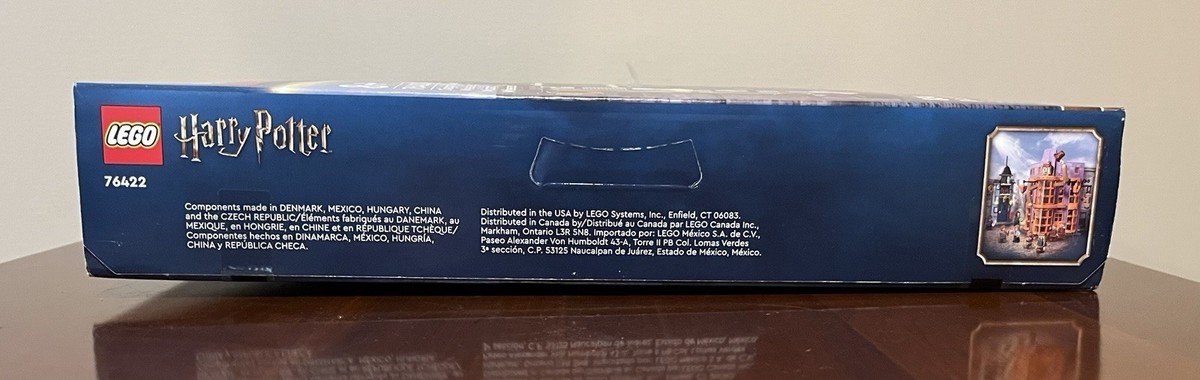 LEGO
Harry Potter
76422
Components made in DENMARK, MEXICO, HUNGARY, CHINA
and the CZECH REPUBLIC/Éléments fabriqués au DANEMARK, au
MEXIQUE, en HONGRIE, en CHINE et en RÉPUBLIQUE TCHÈQUE/
Componentes hechos en DINAMARCA, MÉXICO, HUNGRÍA,
CHINA y REPÚBLICA CHECA.
Distributed in the USA by LEGO Systems, Inc., Enfield, CT 06083.
Distributed in Canada by/Distribué au Canada par LEGO Canada Inc.,
Markham, Ontario L3R 5N8. Importado por: LEGO México S.A. de C.V.,
Paseo Alexander Von Humboldt 43-A, Torre II PB Col. Lomas Verdes
3ª sección, C.P. 53125 Naucalpan de Juárez, Estado de México, México.